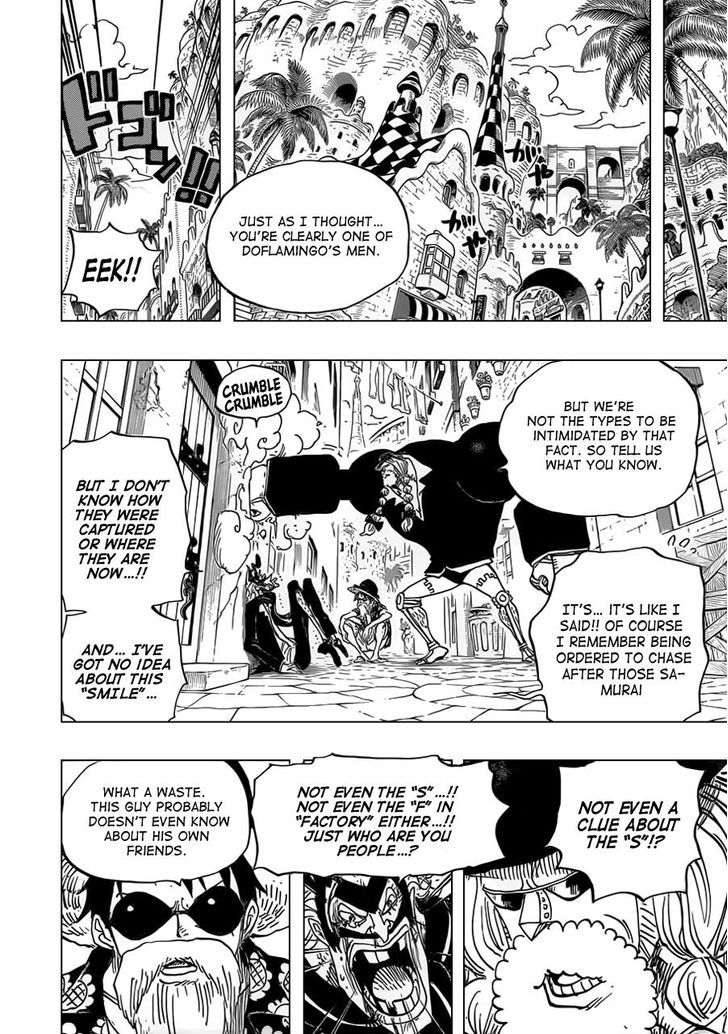 ガヤ
ガヤ
JUST AS I THOUGHT...
YOU'RE CLEARLY ONE OF
DOFLAMINGO'S MEN.
ドゴォン!!
EEK!!
BUT WE'RE
NOT THE TYPES TO BE
INTIMIDATED BY THAT
FACT. SO TELL US
WHAT YOU KNOW.
IT'S... IT'S LIKE I
SAID!! OF COURSE
I REMEMBER BEING
ORDERED TO CHASE
AFTER THOSE SA-
MURAI
CRUMBLE
CRUMBLE
BUT I DON'T
KNOW HOW
THEY WERE
CAPTURED
OR WHERE
THEY ARE
NOW...!!
AND... I'VE
GOT NO IDEA
ABOUT THIS
"SMILE"...
NOT EVEN A
CLUE ABOUT
THE "S"!?
NOT EVEN THE "S"...!!
NOT EVEN THE "F" IN
"FACTORY" EITHER...!!
JUST WHO ARE YOU
PEOPLE...?
WHAT A WASTE.
THIS GUY PROBABLY
DOESN'T EVEN KNOW
ABOUT HIS OWN
FRIENDS.